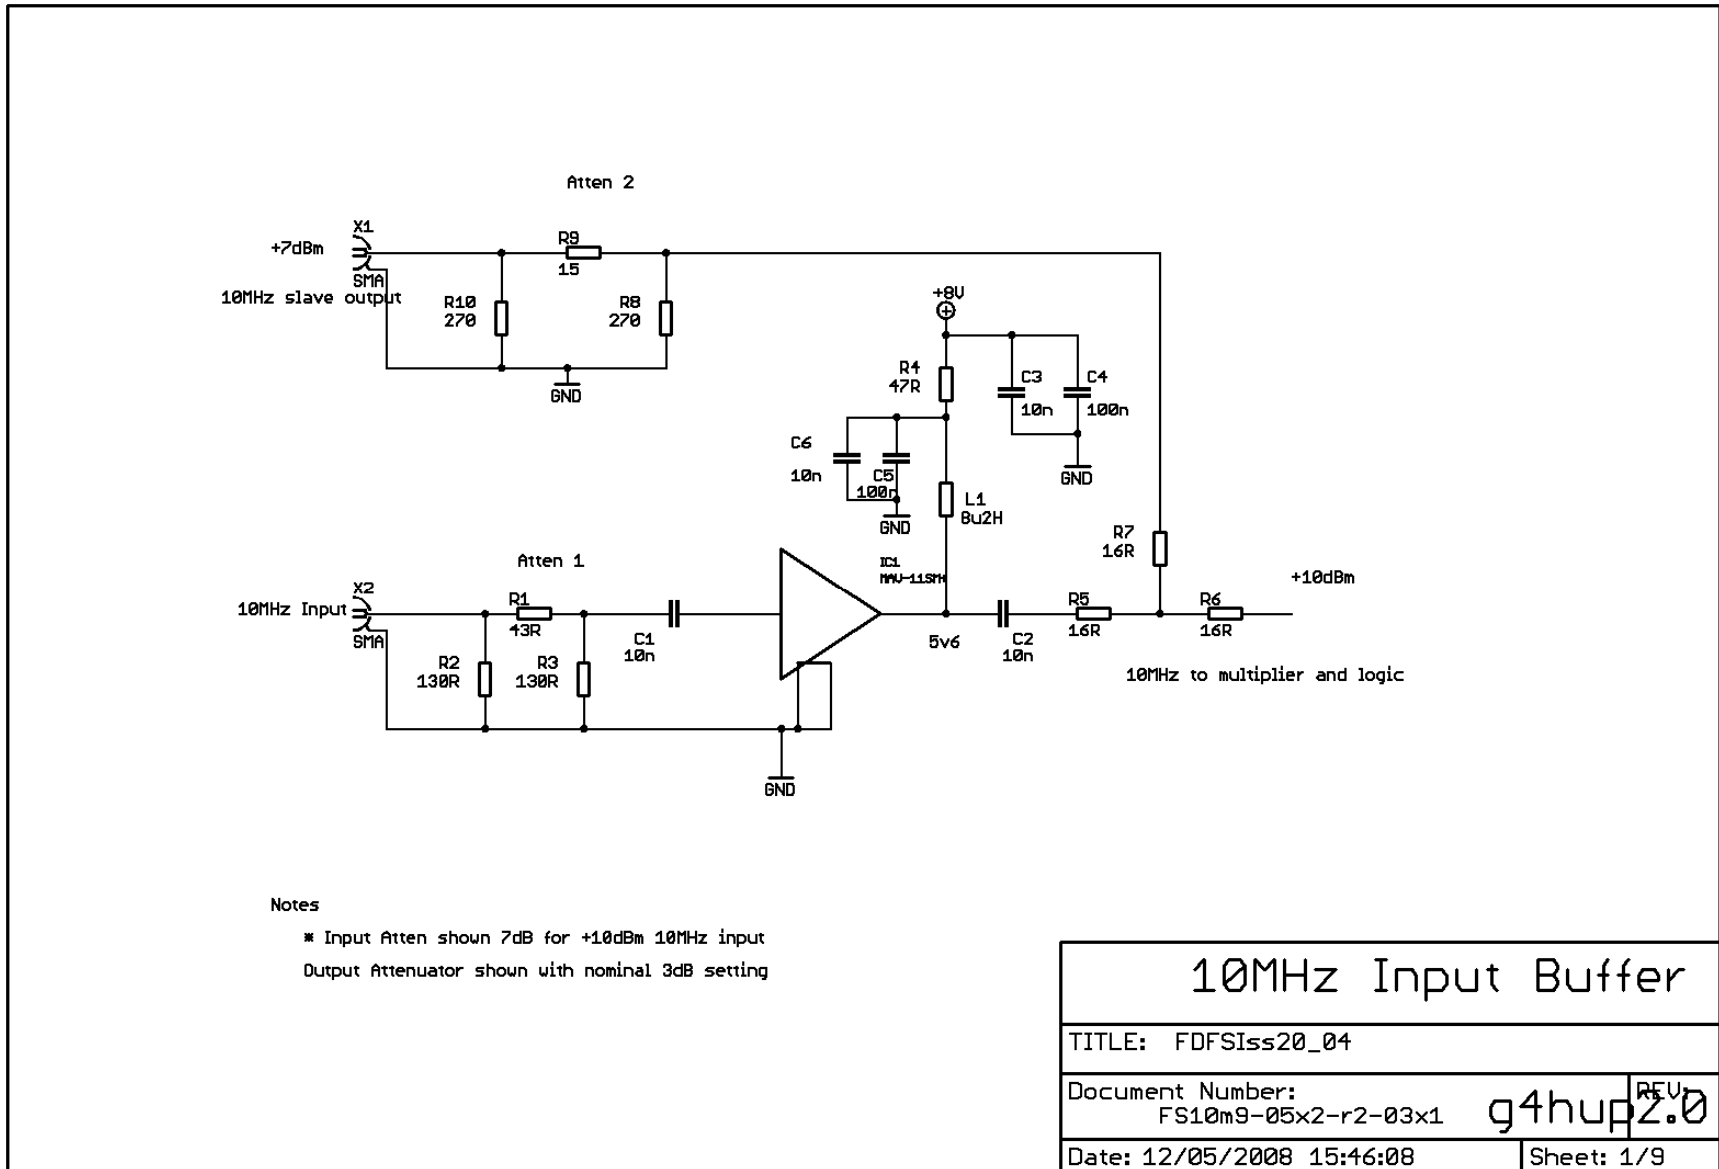 Atten 2
X1
+7dBm
SMA
10MHz slave output
R9
15
R10
270
R8
270
GND
+8V
R4
47R
C3
10n
C4
100n
GND
C6
10n
C5
100n
GND
L1
8u2H
R7
16R
Atten 1
IC1
MAV-11SMH
X2
10MHz Input
SMA
R1
43R
R2
130R
R3
130R
C1
10n
5v6
C2
10n
R5
16R
R6
16R
+10dBm
10MHz to multiplier and logic
GND
Notes
* Input Atten shown 7dB for +10dBm 10MHz input
Output Attenuator shown with nominal 3dB setting
10MHz Input Buffer
TITLE: FDFSIss20_04
Document Number:
FS10m9-05x2-r2-03x1
g4hup
REV:
2.0
Date: 12/05/2008 15:46:08
Sheet: 1/9